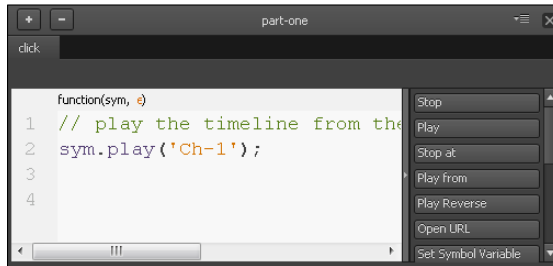 + - part-one
click
function(sym, e)
1 // play the timeline from the
2 sym.play('Ch-1');
3
4
Stop
Play
Stop at
Play from
Play Reverse
Open URL
Set Symbol Variable